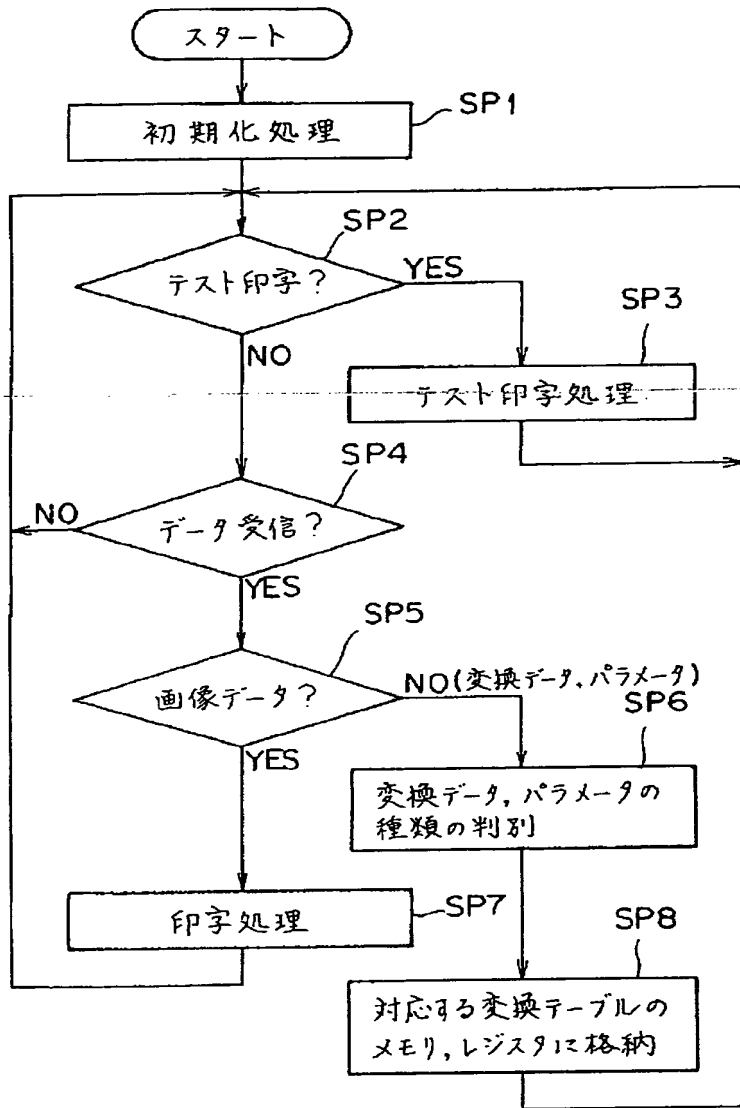 スタート
SP1
初期化処理
SP2
テスト印字?
YES
NO
SP3
テスト印字処理
SP4
データ受信?
NO
YES
SP5
画像データ?
NO(変換データ,パラメータ)
YES
SP6
変換データ,パラメータの
種類の判別
印字処理
SP7
SP8
対応する変換テーブルの
メモリ,レジスタに格納